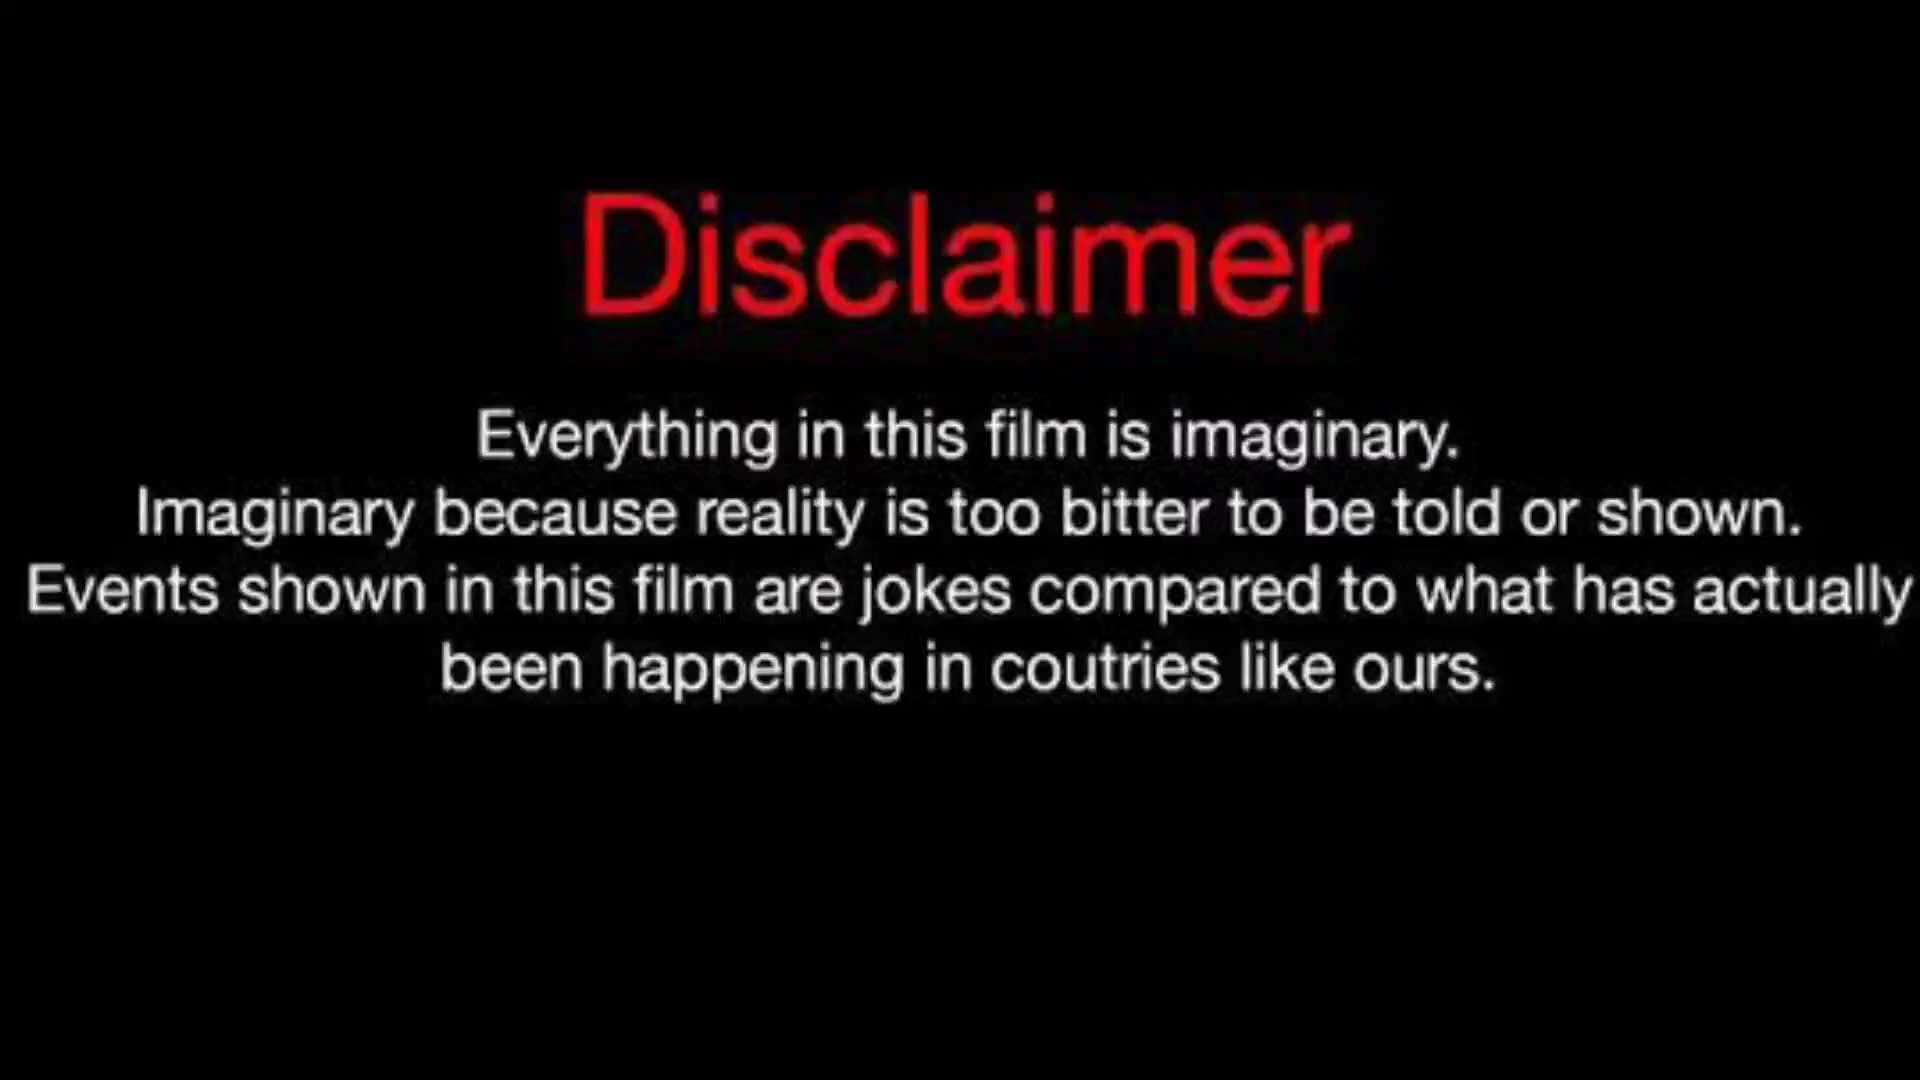 Disclaimer
Everything in this film is imaginary.
Imaginary because reality is too bitter to be told or shown.
Events shown in this film are jokes compared to what has actually
been happening in coutries like ours.